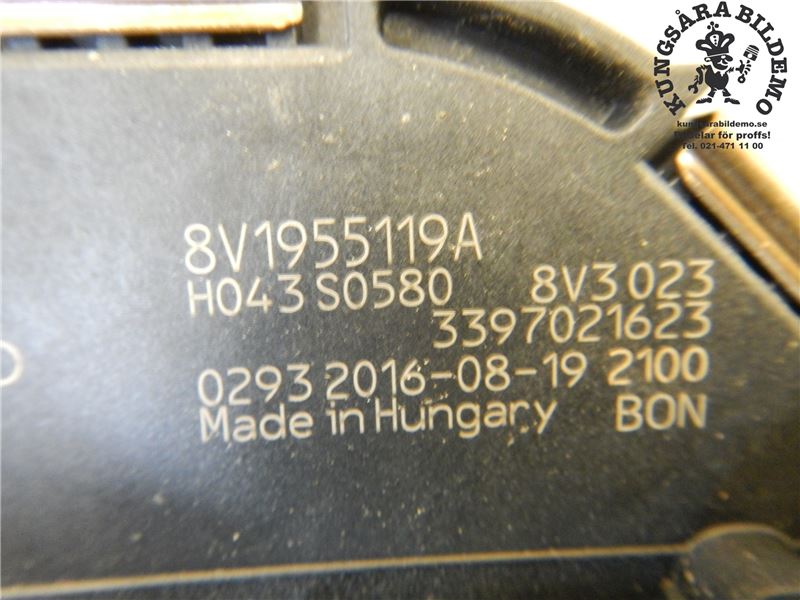 KUNGSÅRA BILDEMO
kungsarabildemo.se
Bildelar för proffs!
Tel. 021-471 11 00
8V1955119A
H043 S0580 8V3 023
3397021623
0293 2016-08-19 2100
Made in Hungary BON